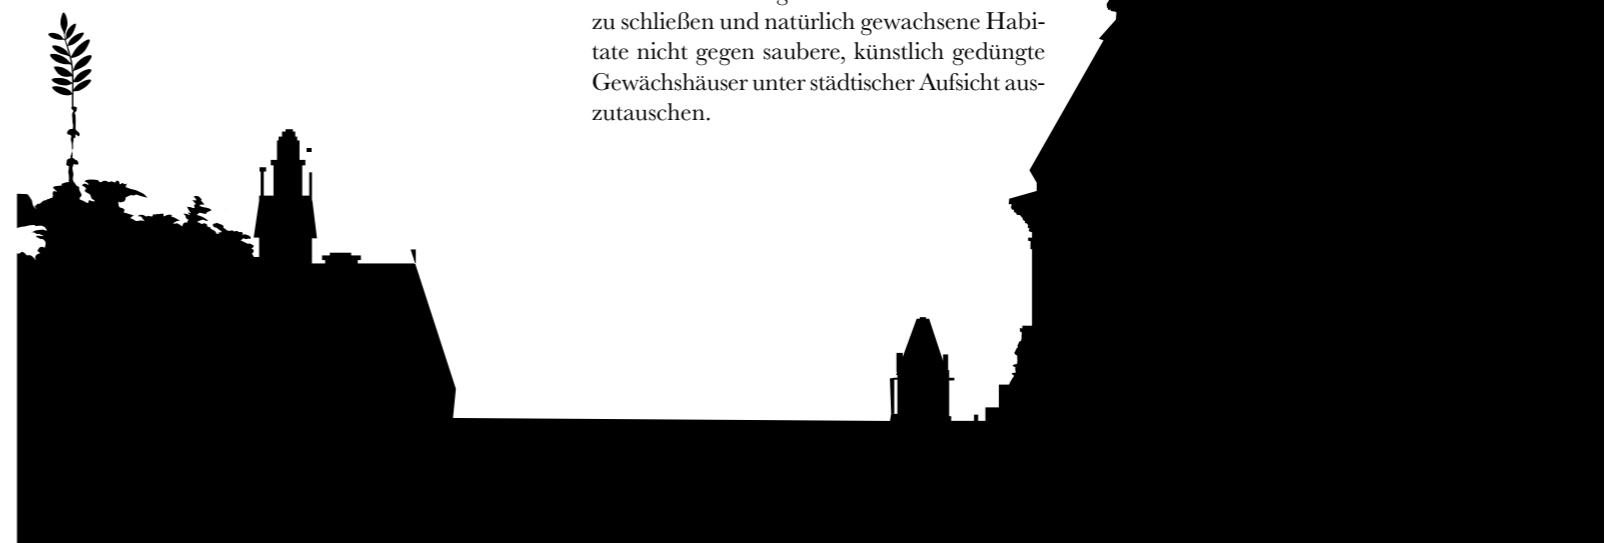 zu schließen und natürlich gewachsene Habi-
tate nicht gegen saubere, künstlich gedüngte
Gewächshäuser unter städtischer Aufsicht aus-
zutauschen.